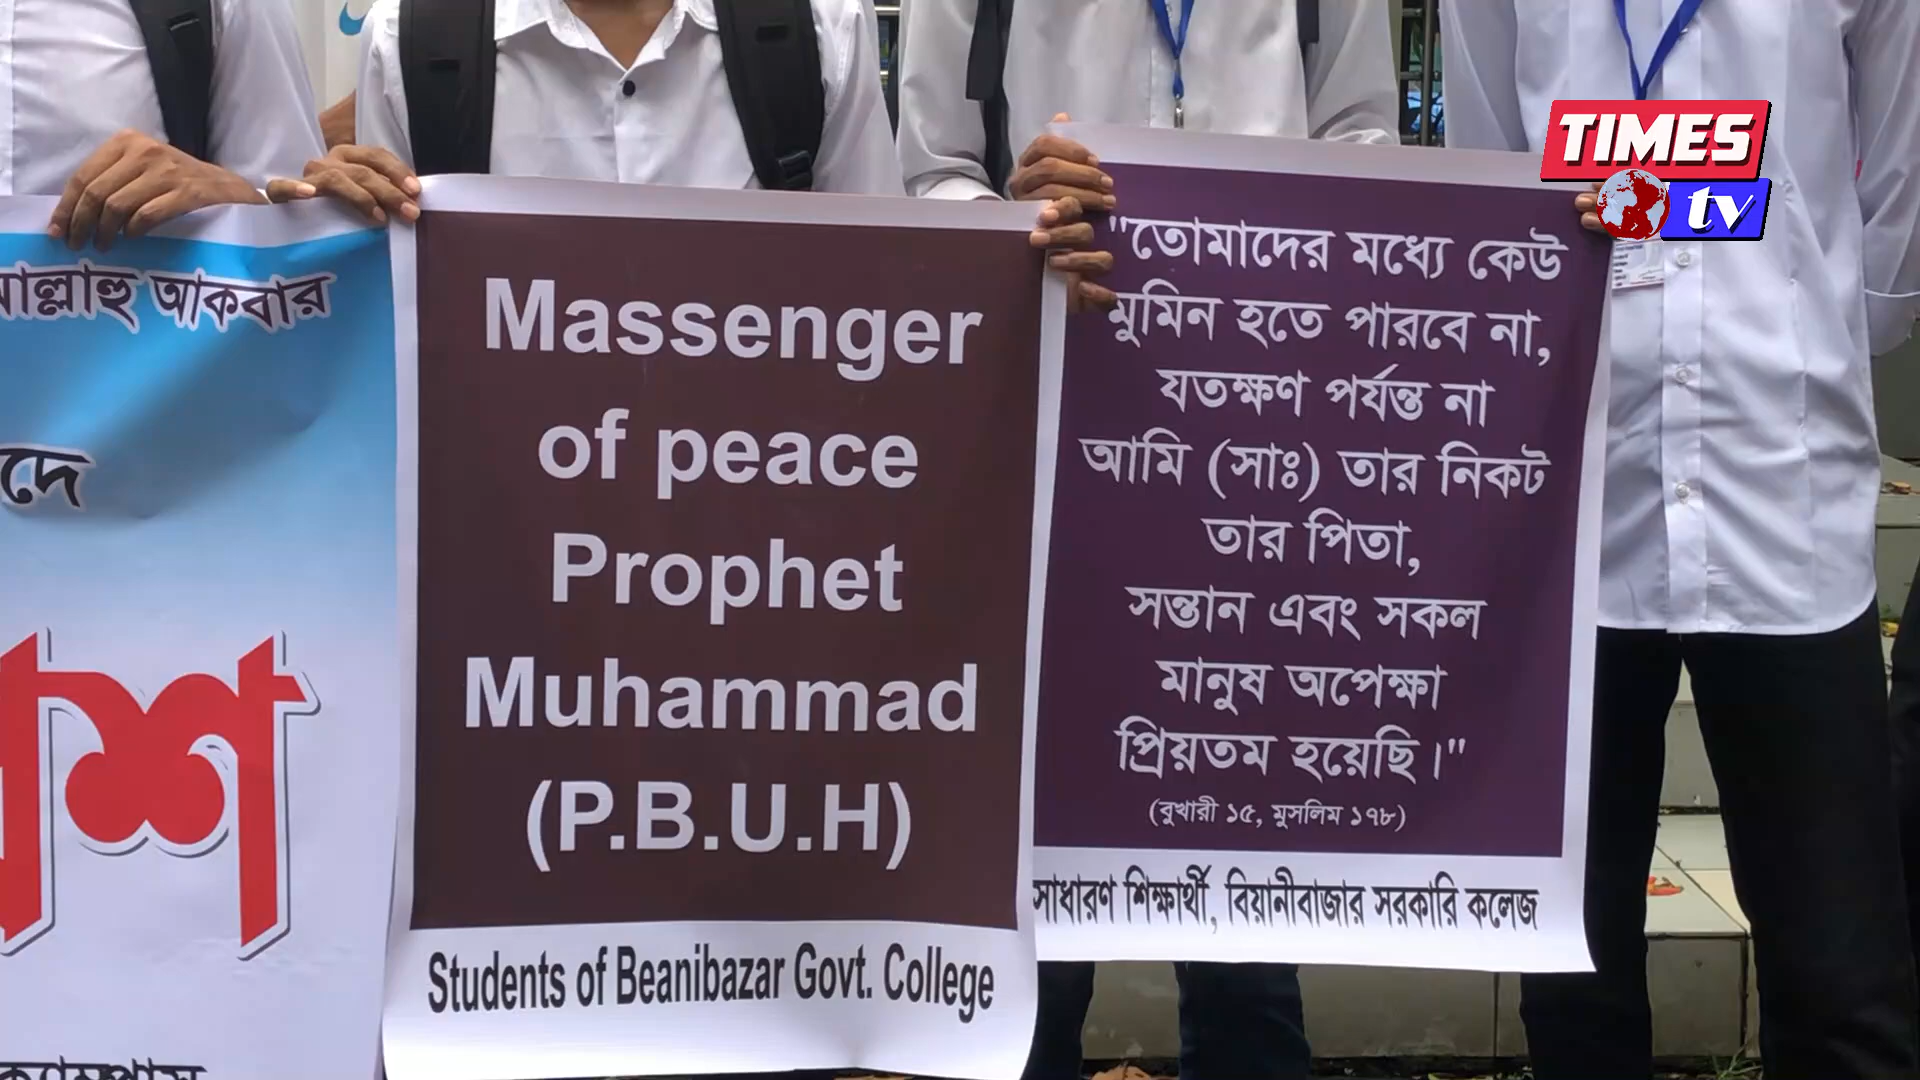 TIMES
tv
আল্লাহু আকবার
Massenger
of peace
Prophet
Muhammad
(P.B.U.H)
Students of Beanibazar Govt. College
"তোমাদের মধ্যে কেউ
মুমিন হতে পারবে না,
যতক্ষণ পর্যন্ত না
আমি (সাঃ) তার নিকট
তার পিতা,
সন্তান এবং সকল
মানুষ অপেক্ষা
প্রিয়তম হয়েছি।"
(বুখারী ১৫, মুসলিম ১৭৮)
সাধারণ শিক্ষার্থী, বিয়ানীবাজার সরকারি কলেজ